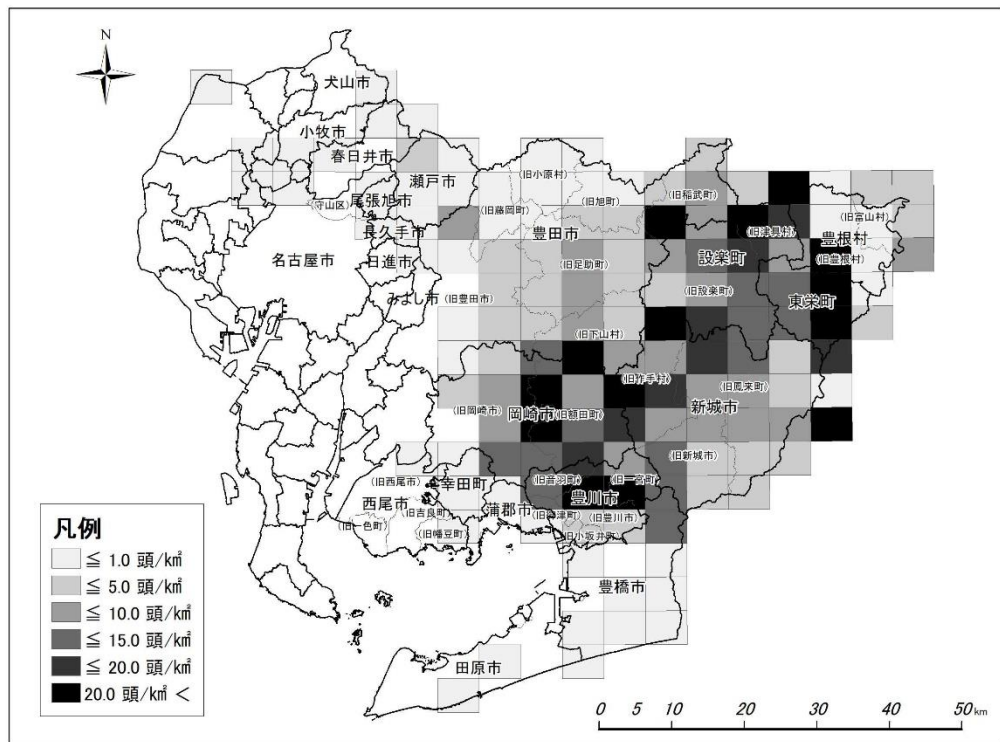 N
犬山市
小牧市
春日井市
瀬戸市
(旧小原村)
(旧稲武町)
(旧旭町)
尾張旭市
(守山区)
(旧藤岡町)
(旧富山村)
長久手市
豊田市
(旧津具村)
豊根村
名古屋市
日進市
(旧足助町)
設楽町
(旧豊根村)
みよし市
(旧豊田市)
(旧設楽町)
東栄町
(旧下山村)
(旧作手村)
(旧鳳来町)
(旧岡崎市)
岡崎市
(旧額田町)
新城市
(旧新城市)
(旧西尾市)
幸田町
(旧音羽町)
(旧一宮町)
西尾市
(旧吉良町)
蒲郡市
豊川市
(旧一色町)
(旧幡豆町)
(旧御津町)
(旧豊川市)
(旧小坂井町)
豊橋市
田原市
凡例
≦ 1.0 頭/k㎡
≦ 5.0 頭/k㎡
≦ 10.0 頭/k㎡
≦ 15.0 頭/k㎡
≦ 20.0 頭/k㎡
20.0 頭/k㎡ <
0 5 10 20 30 40 50 km